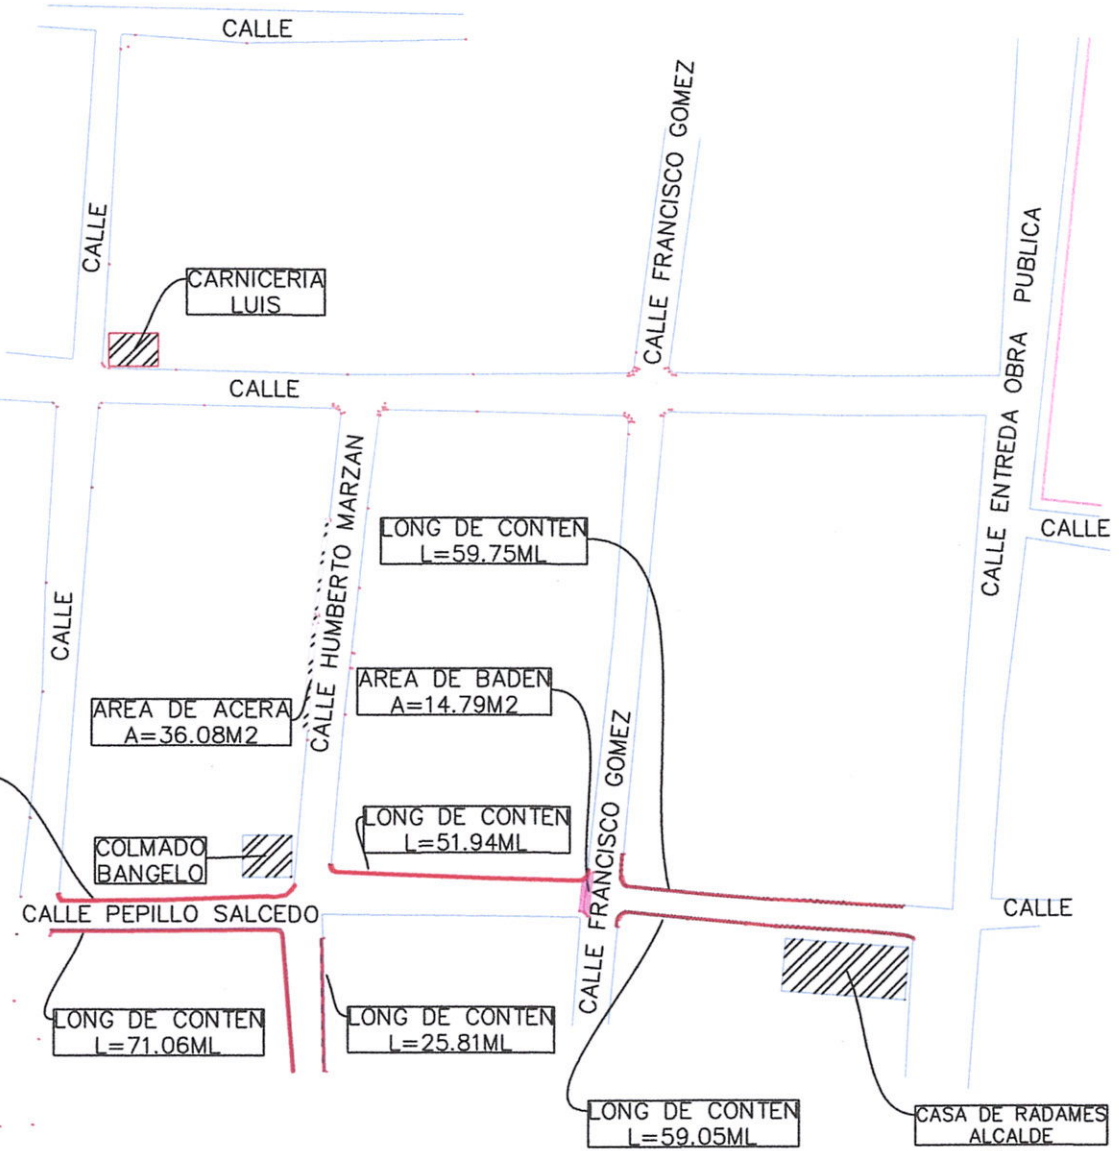 CALLE
CALLE FRANCISCO GOMEZ
CALLE
CALLE ENTREDA OBRA PUBLICA
CARNICERIA
LUIS
CALLE
CALLE HUMBERTO MARZAN
LONG DE CONTEN
L=59.75ML
CALLE
CALLE
AREA DE BADEN
A=14.79M2
AREA DE ACERA
A=36.08M2
CALLE FRANCISCO GOMEZ
LONG DE CONTEN
L=51.94ML
COLMADO
BANGELO
CALLE PEPILLO SALCEDO
CALLE
LONG DE CONTEN
L=71.06ML
LONG DE CONTEN
L=25.81ML
LONG DE CONTEN
L=59.05ML
CASA DE RADAMES
ALCALDE